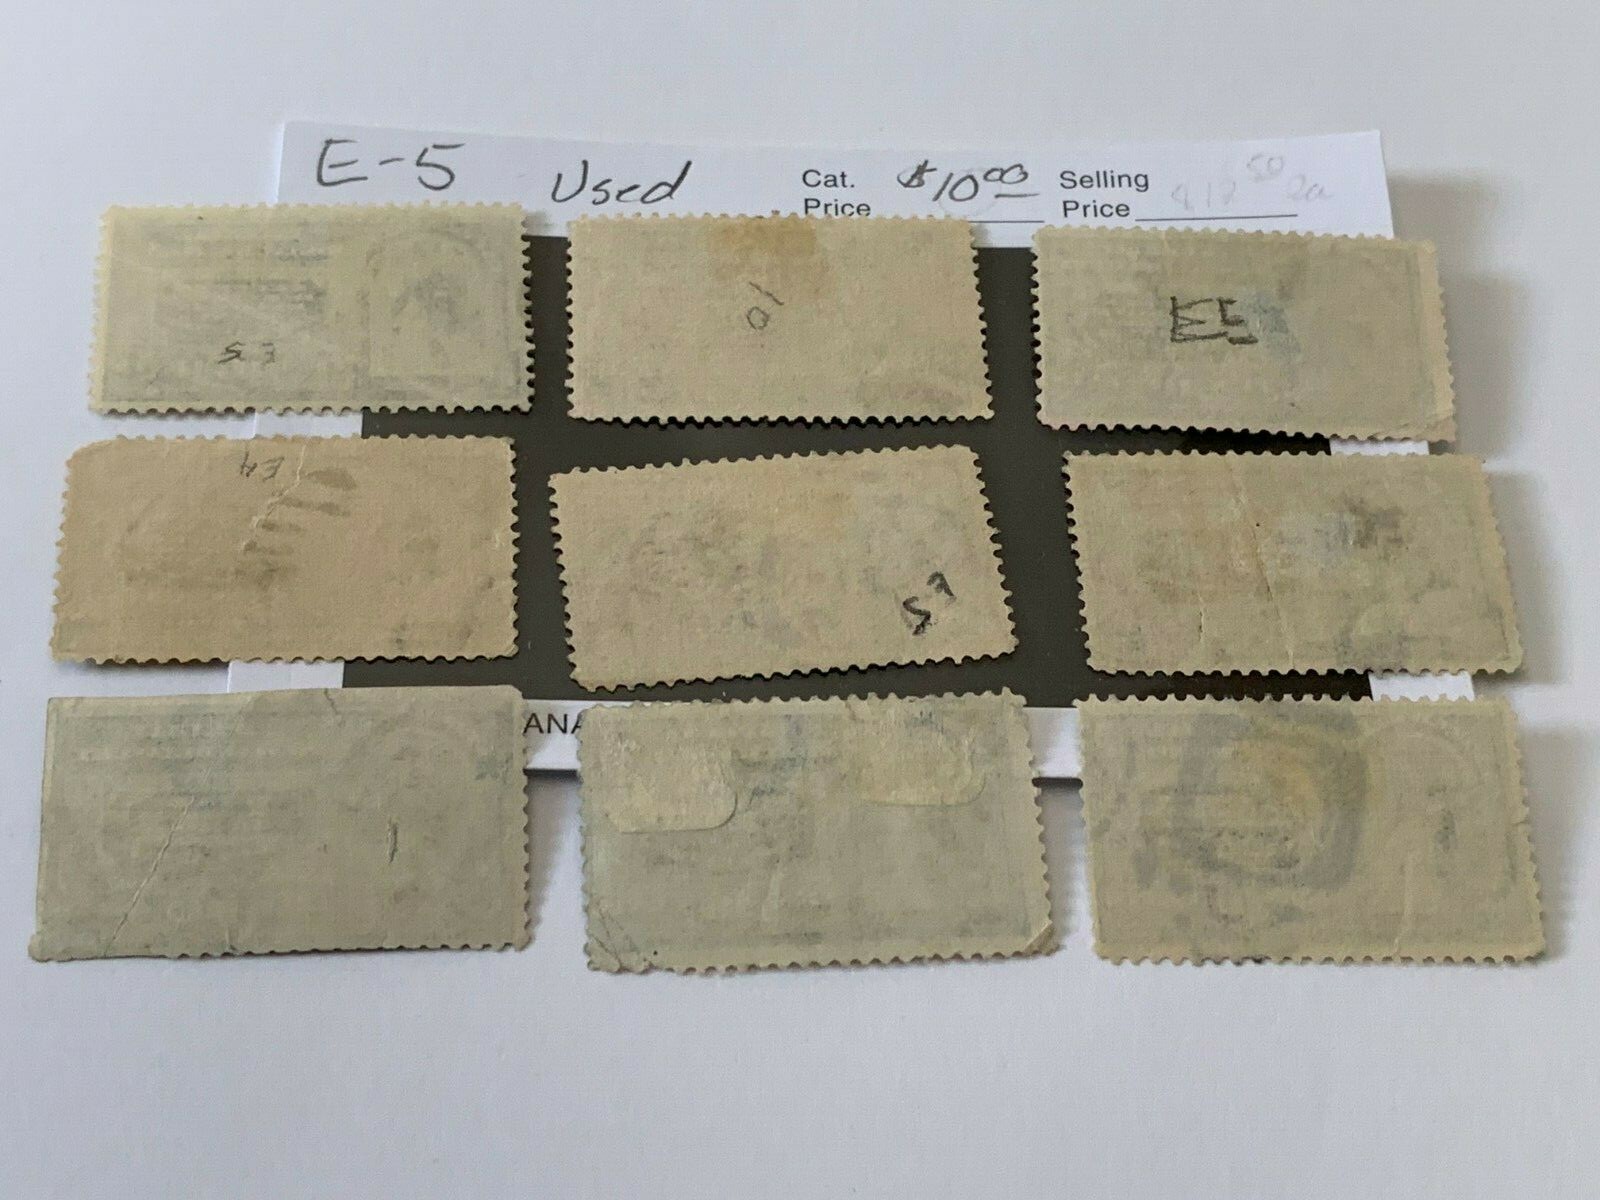 E-5 Used Cat. Price $10.00 Selling Price
E5
10
E5
E4
E5
ANA